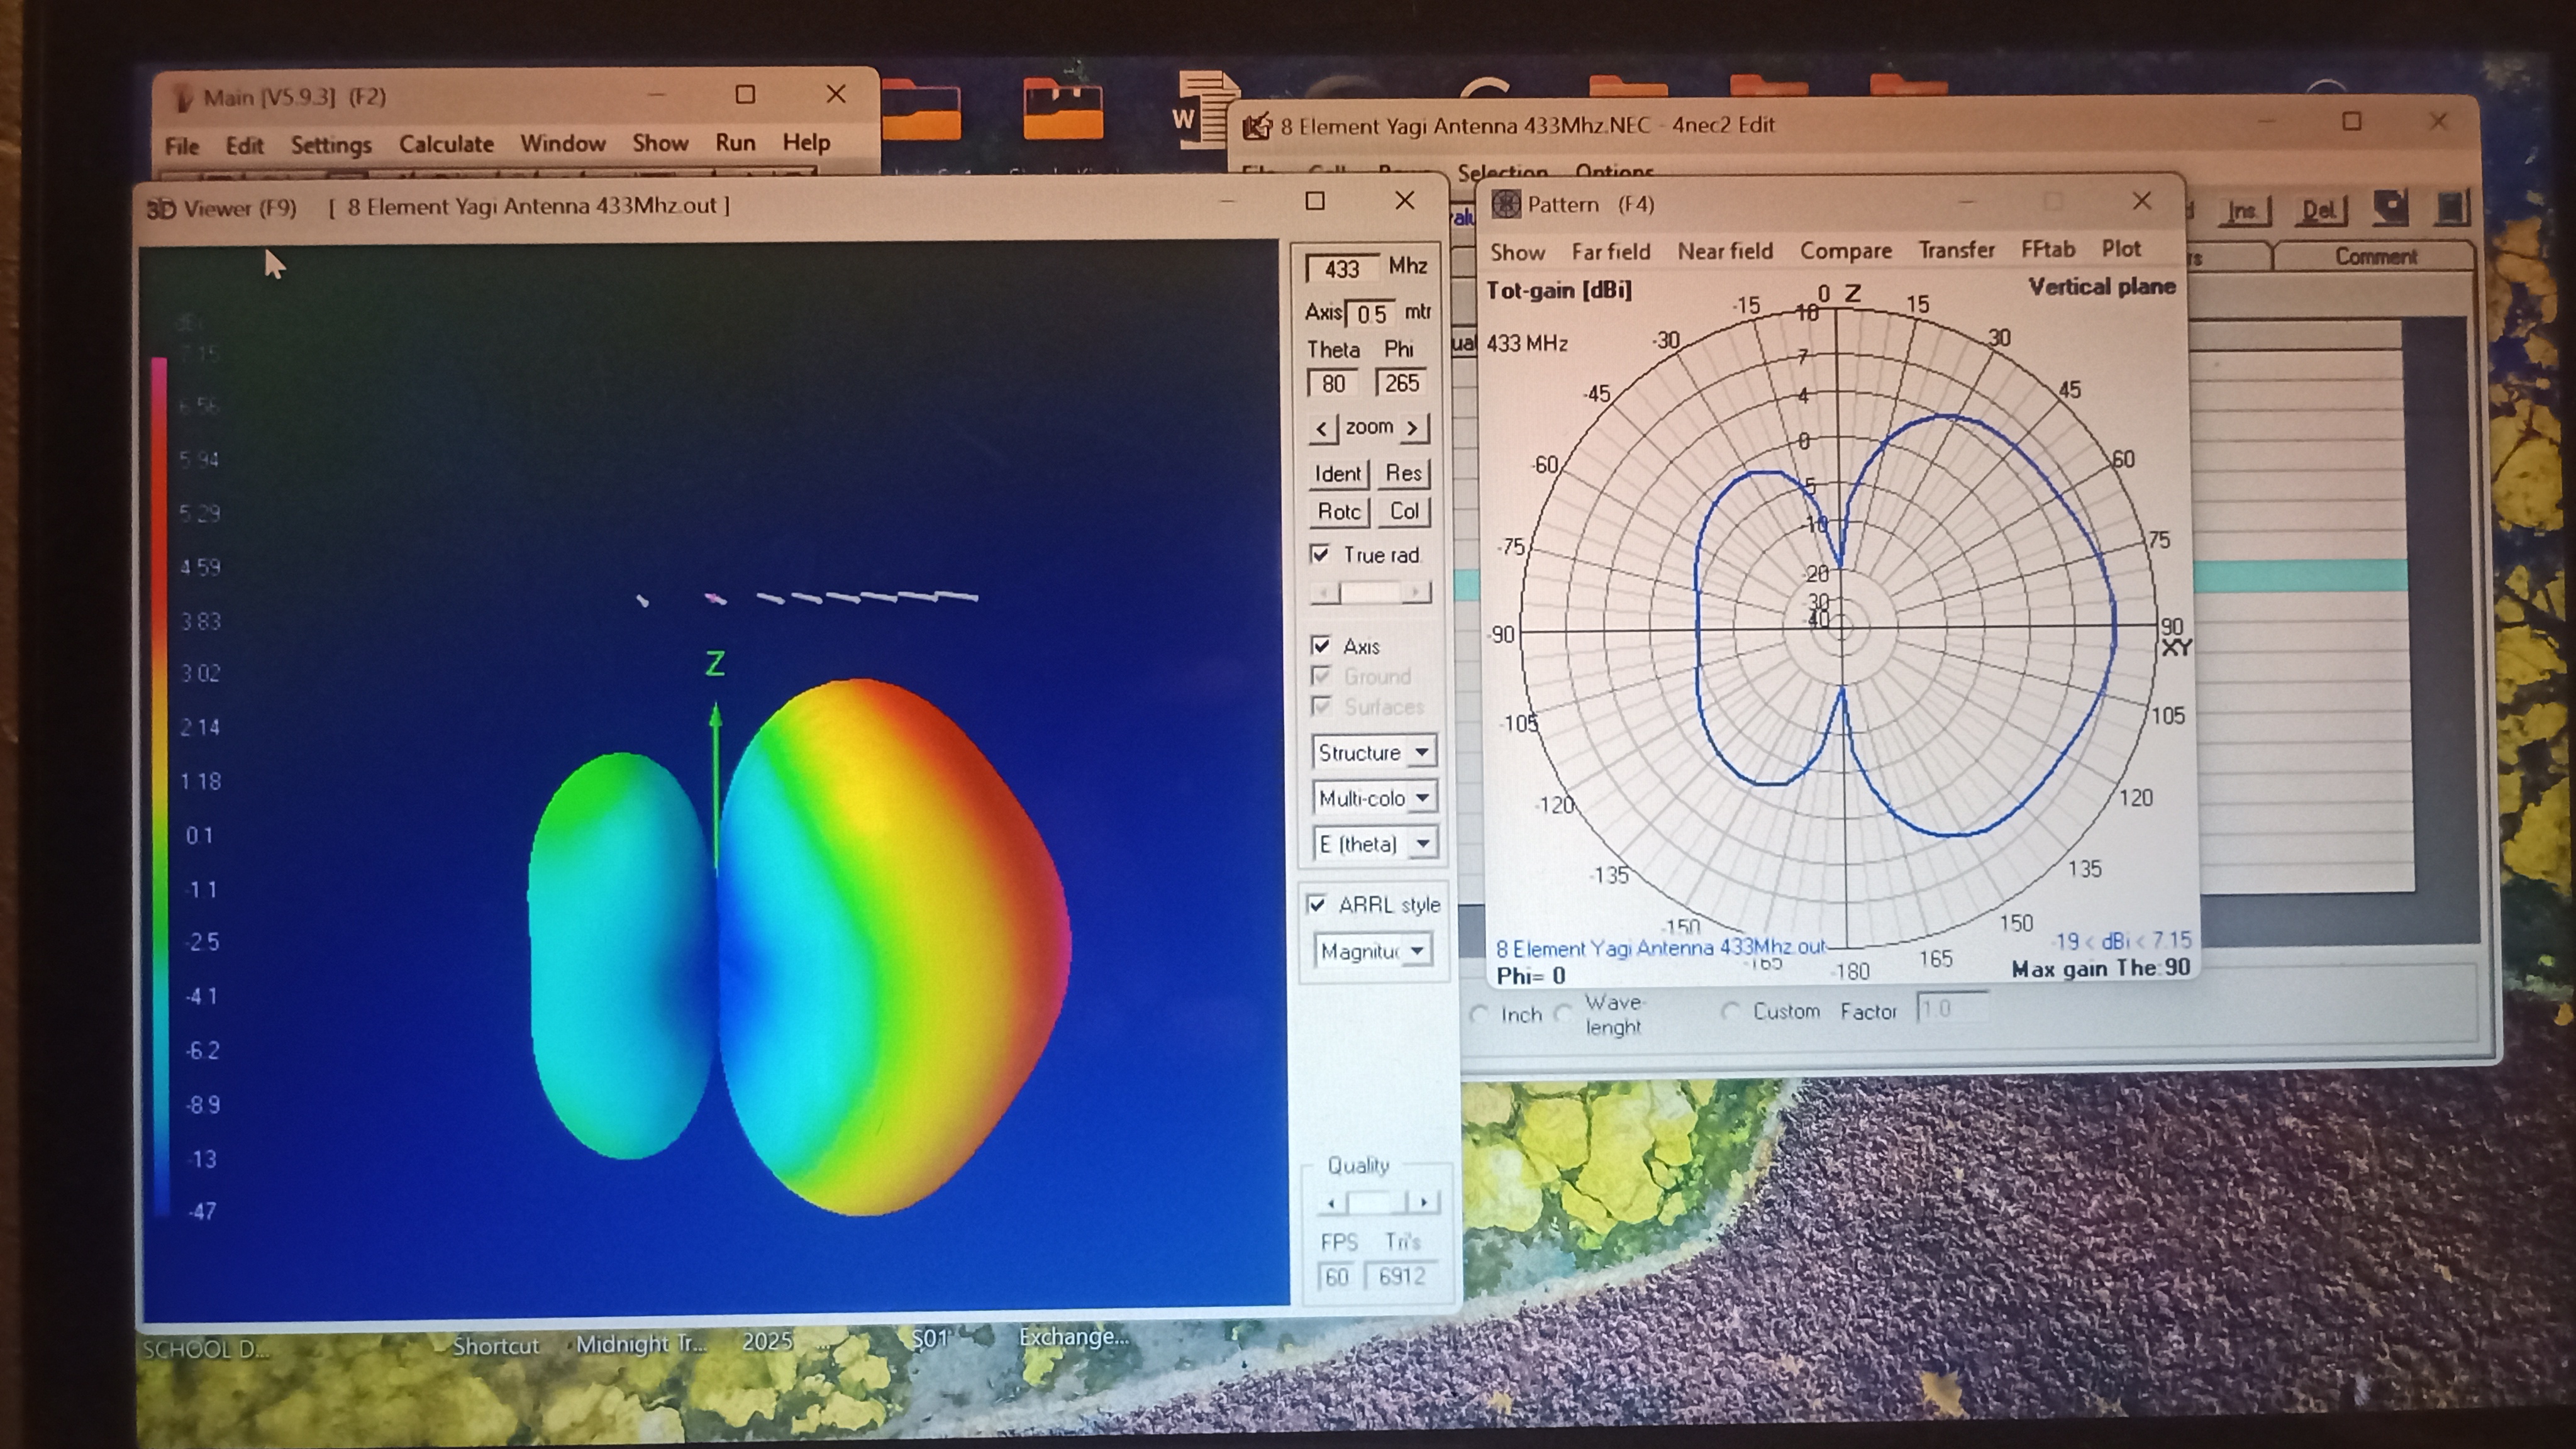 Main [V5.9.3] (F2)
File Edit Settings Calculate Window Show Run Help
W
8 Element Yagi Antenna 433Mhz.NEC - 4nec2 Edit
Selection Options
Ins. Del.
Comment
3D Viewer (F9) [ 8 Element Yagi Antenna 433Mhz.out ]
7.15
6.56
5.94
5.29
4.59
3.83
3.02
2.14
1.18
0.1
-1.1
-2.5
-4.1
-6.2
-8.9
-13
-47
Z
433 Mhz
Axis 0.5 mtr
Theta Phi
80 265
< zoom >
Ident Res
Rotc Col
True rad.
Axis
Ground
Surfaces
Structure
Multi-colo
E (theta)
ARRL style
Magnituc
Quality
FPS Tri's
60 6912
Pattern (F4)
Show Far field Near field Compare Transfer FFtab Plot
Tot-gain [dBi]
Vertical plane
433 MHz
0 Z
-15 15
-30 30
-45 45
-60 60
-75 75
-90 90
XY
-105 105
-120 120
-135 135
-150 150
-165 165
-180
10
7
4
0
-5
-10
-20
-30
-40
8 Element Yagi Antenna 433Mhz.out
-19 < dBi < 7.15
Phi= 0
Max gain The:90
Inch
Wave-
lenght
Custom Factor 1.0
SCHOOL D...
Shortcut
Midnight Tr...
2025
S01
Exchange...